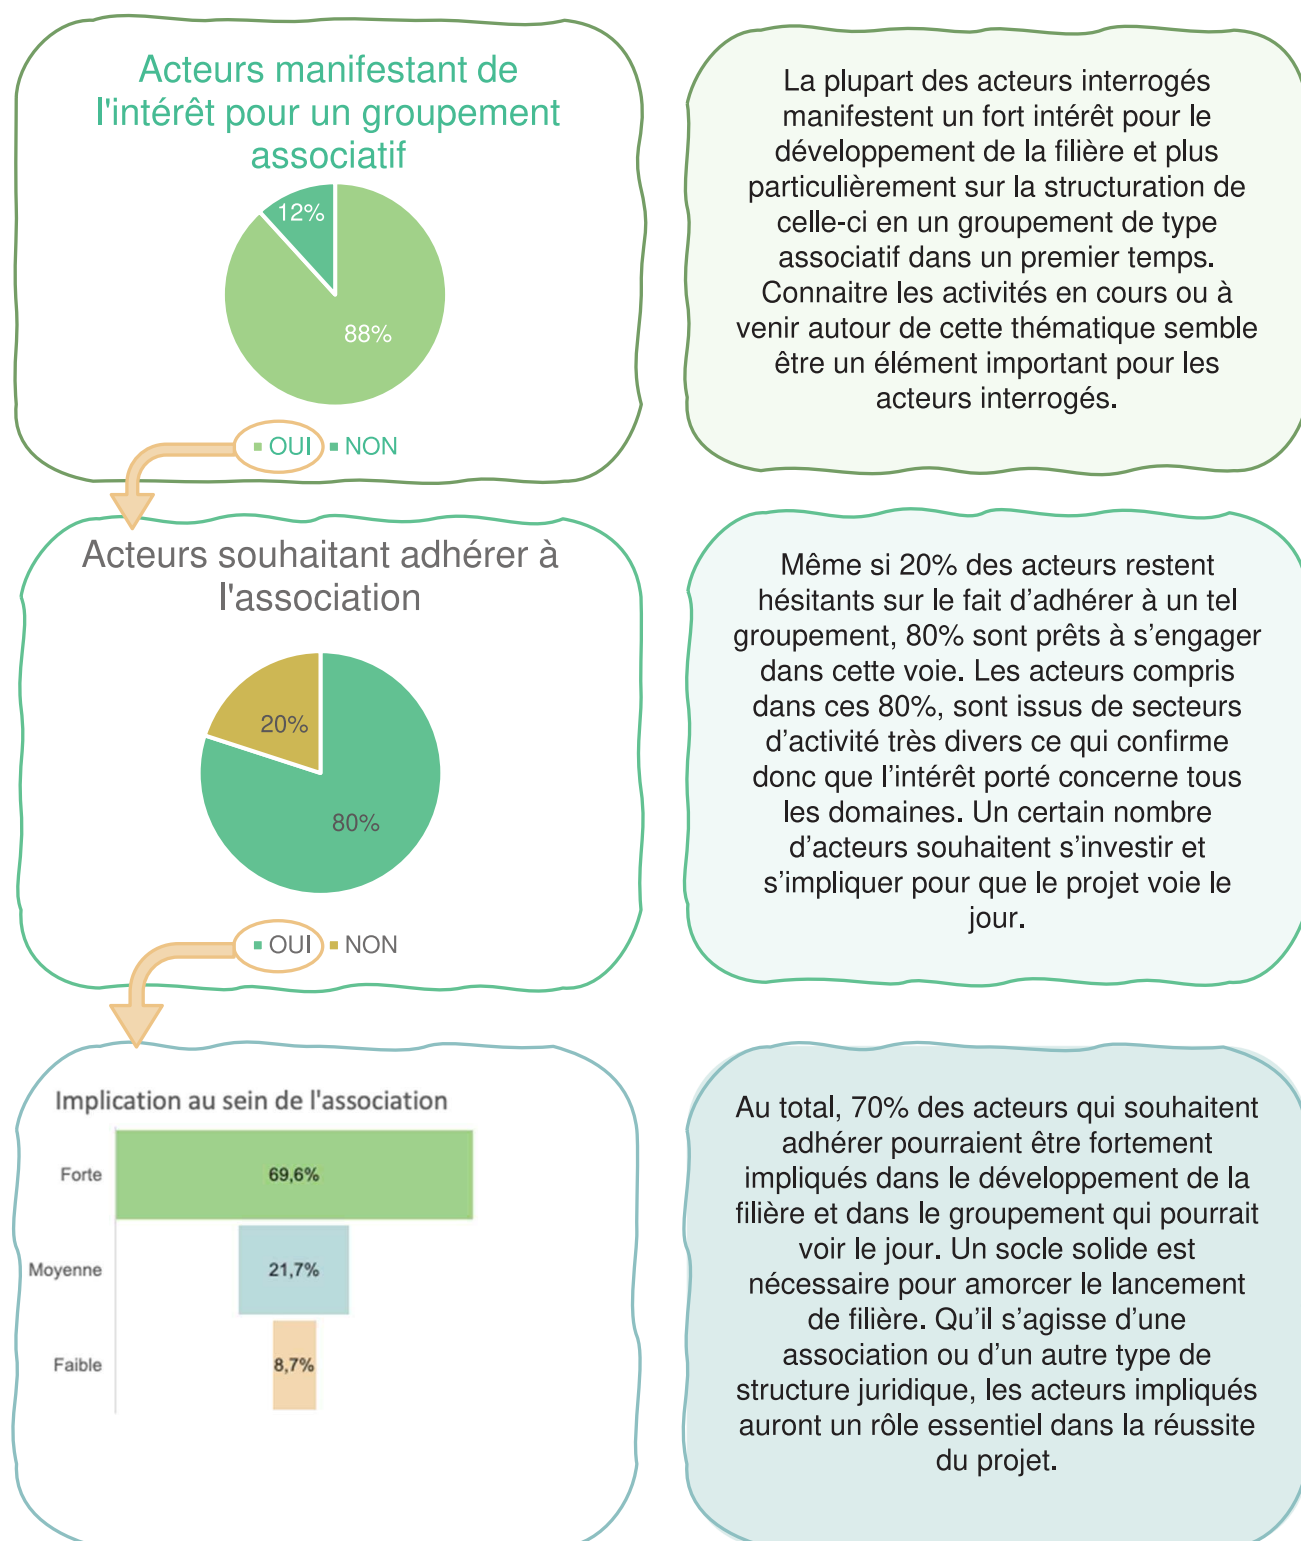 Acteurs manifestant de
l'intérêt pour un groupement
associatif
12%
88%
OUI NON
La plupart des acteurs interrogés
manifestent un fort intérêt pour le
développement de la filière et plus
particulièrement sur la structuration de
celle-ci en un groupement de type
associatif dans un premier temps.
Connaitre les activités en cours ou à
venir autour de cette thématique semble
être un élément important pour les
acteurs interrogés.
Acteurs souhaitant adhérer à
l'association
20%
80%
OUI NON
Même si 20% des acteurs restent
hésitants sur le fait d’adhérer à un tel
groupement, 80% sont prêts à s’engager
dans cette voie. Les acteurs compris
dans ces 80%, sont issus de secteurs
d’activité très divers ce qui confirme
donc que l’intérêt porté concerne tous
les domaines. Un certain nombre
d’acteurs souhaitent s’investir et
s’impliquer pour que le projet voie le
jour.
Implication au sein de l'association
Forte 69,6%
Moyenne 21,7%
Faible 8,7%
Au total, 70% des acteurs qui souhaitent
adhérer pourraient être fortement
impliqués dans le développement de la
filière et dans le groupement qui pourrait
voir le jour. Un socle solide est
nécessaire pour amorcer le lancement
de filière. Qu’il s’agisse d’une
association ou d’un autre type de
structure juridique, les acteurs impliqués
auront un rôle essentiel dans la réussite
du projet.